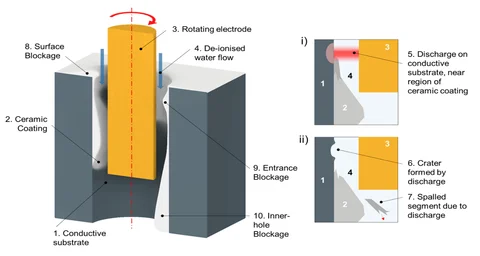 3. Rotating electrode
4. De-ionised
water flow
8. Surface
Blockage
2. Ceramic
Coating
1. Conductive
substrate
9. Entrance
Blockage
10. Inner-
hole
Blockage
i)
3
4
1
2
5. Discharge on
conductive
substrate, near
region of
ceramic coating
ii)
3
4
1
2
6. Crater
formed by
discharge
7. Spalled
segment due to
discharge